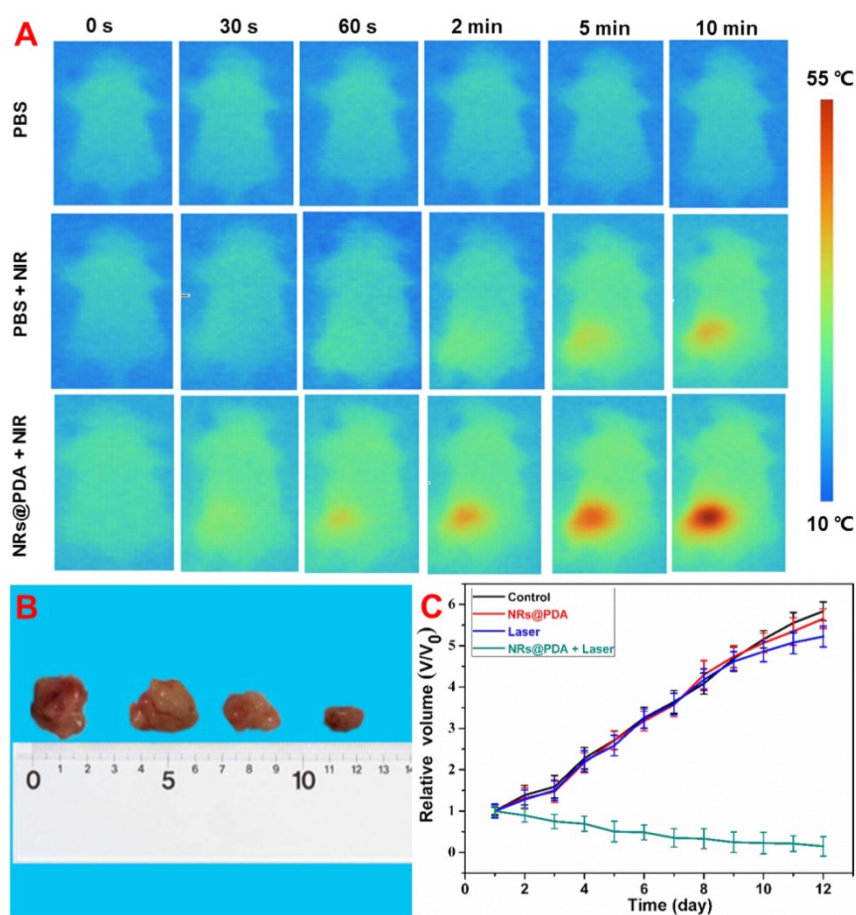 A
0 s 30 s 60 s 2 min 5 min 10 min
PBS
PBS + NIR
NRs@PDA + NIR
55 ℃
10 ℃
B
0 1 2 3 4 5 6 7 8 9 10 11 12 13 14
C
Control
NRs@PDA
Laser
NRs@PDA + Laser
Relative volume (V/V₀)
6
5
4
3
2
1
0
0 2 4 6 8 10 12
Time (day)